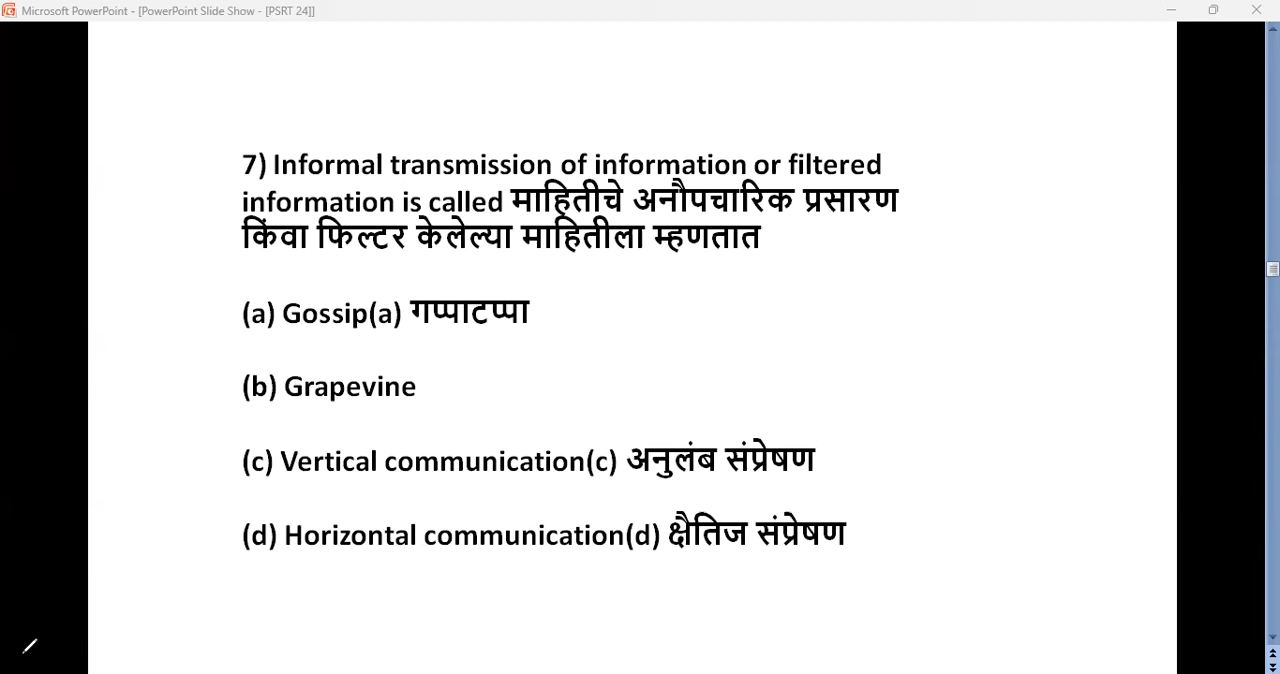 Microsoft PowerPoint - [PowerPoint Slide Show - [PSRT 24]]
7) Informal transmission of information or filtered
information is called माहितीचे अनौपचारिक प्रसारण
किंवा फिल्टर केलेल्या माहितीला म्हणतात
(a) Gossip(a) गप्पाटप्पा
(b) Grapevine
(c) Vertical communication(c) अनुलंब संप्रेषण
(d) Horizontal communication(d) क्षैतिज संप्रेषण